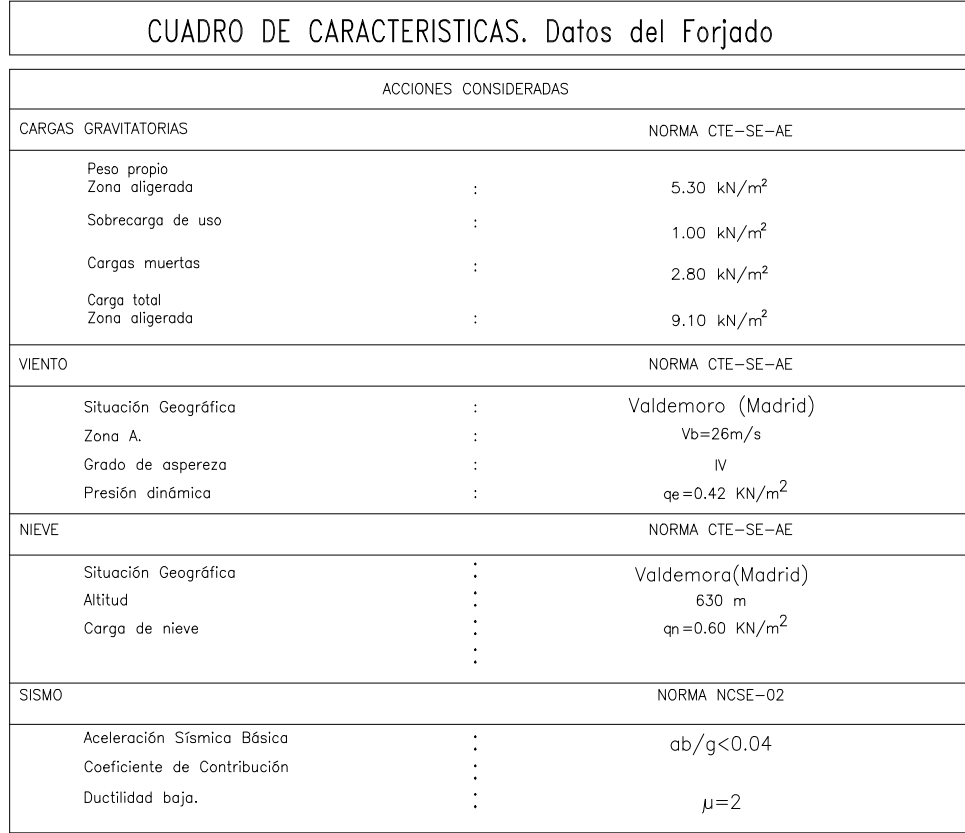 CUADRO DE CARACTERISTICAS. Datos del Forjado
ACCIONES CONSIDERADAS
CARGAS GRAVITATORIAS NORMA CTE-SE-AE
Peso propio
Zona aligerada : 5.30 kN/m²
Sobrecarga de uso : 1.00 kN/m²
Cargas muertas : 2.80 kN/m²
Carga total
Zona aligerada : 9.10 kN/m²
VIENTO NORMA CTE-SE-AE
Situación Geográfica : Valdemoro (Madrid)
Zona A. : Vb=26m/s
Grado de aspereza : IV
Presión dinámica : qe=0.42 KN/m²
NIEVE NORMA CTE-SE-AE
Situación Geográfica : Valdemora(Madrid)
Altitud : 630 m
Carga de nieve : qn=0.60 KN/m²
:
SISMO NORMA NCSE-02
Aceleración Sísmica Básica : ab/g<0.04
Coeficiente de Contribución :
Ductilidad baja. : μ=2